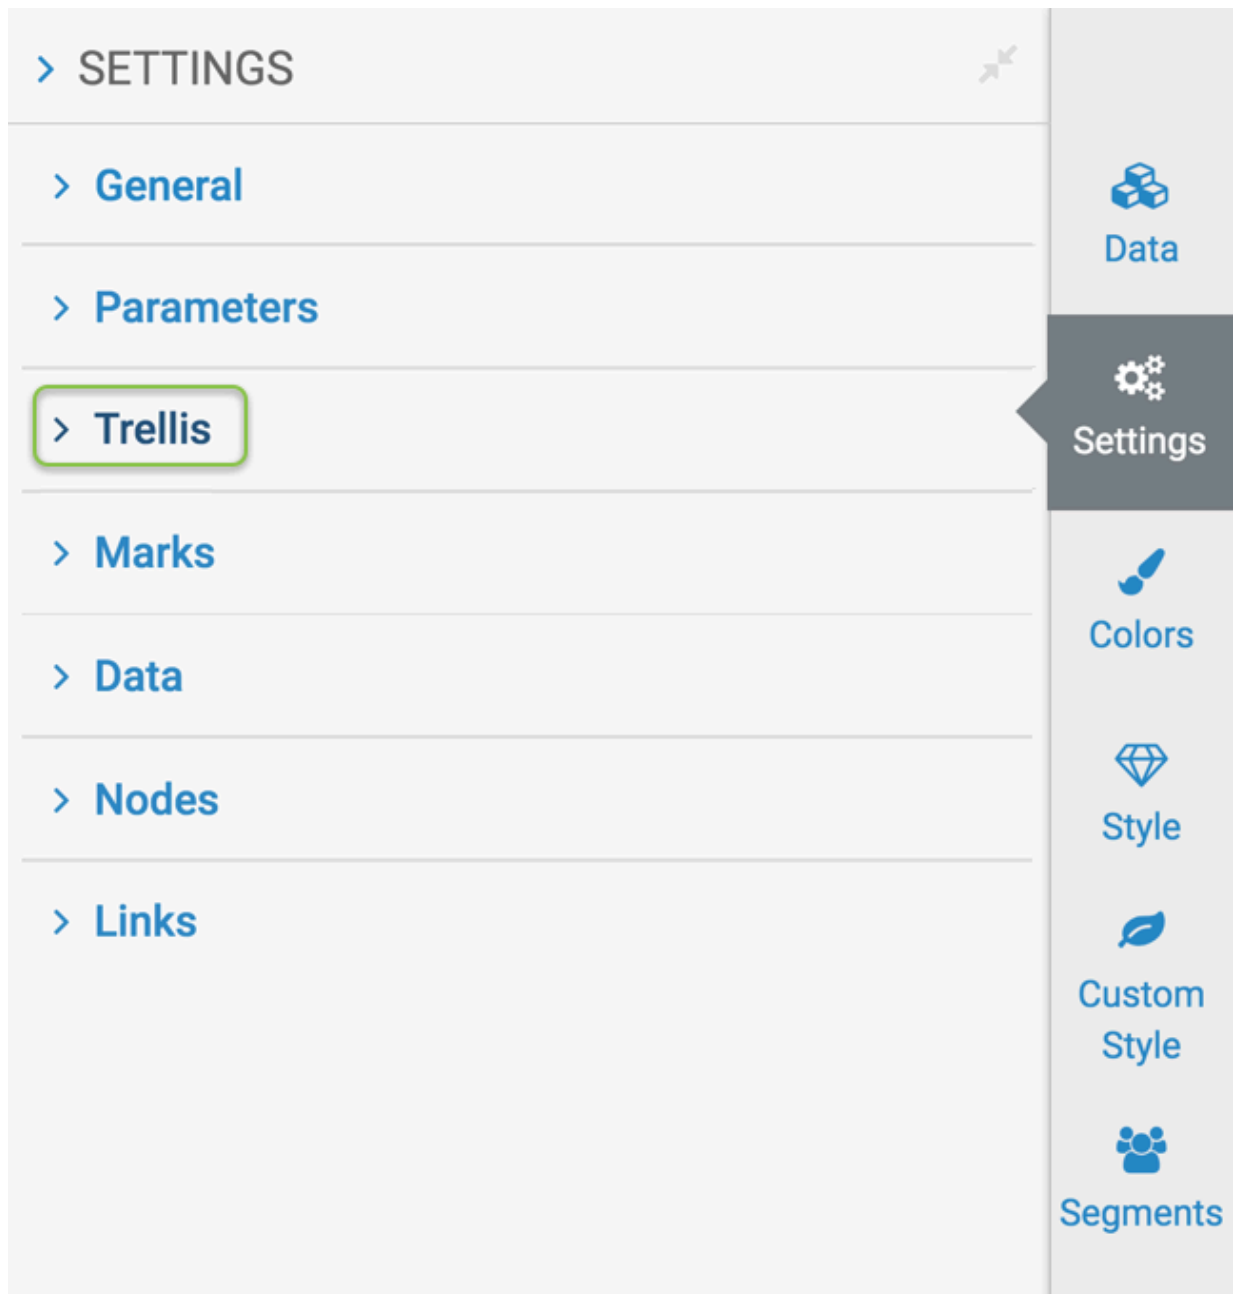 SETTINGS
General
Parameters
Trellis
Marks
Data
Nodes
Links
Data
Settings
Colors
Style
Custom
Style
Segments